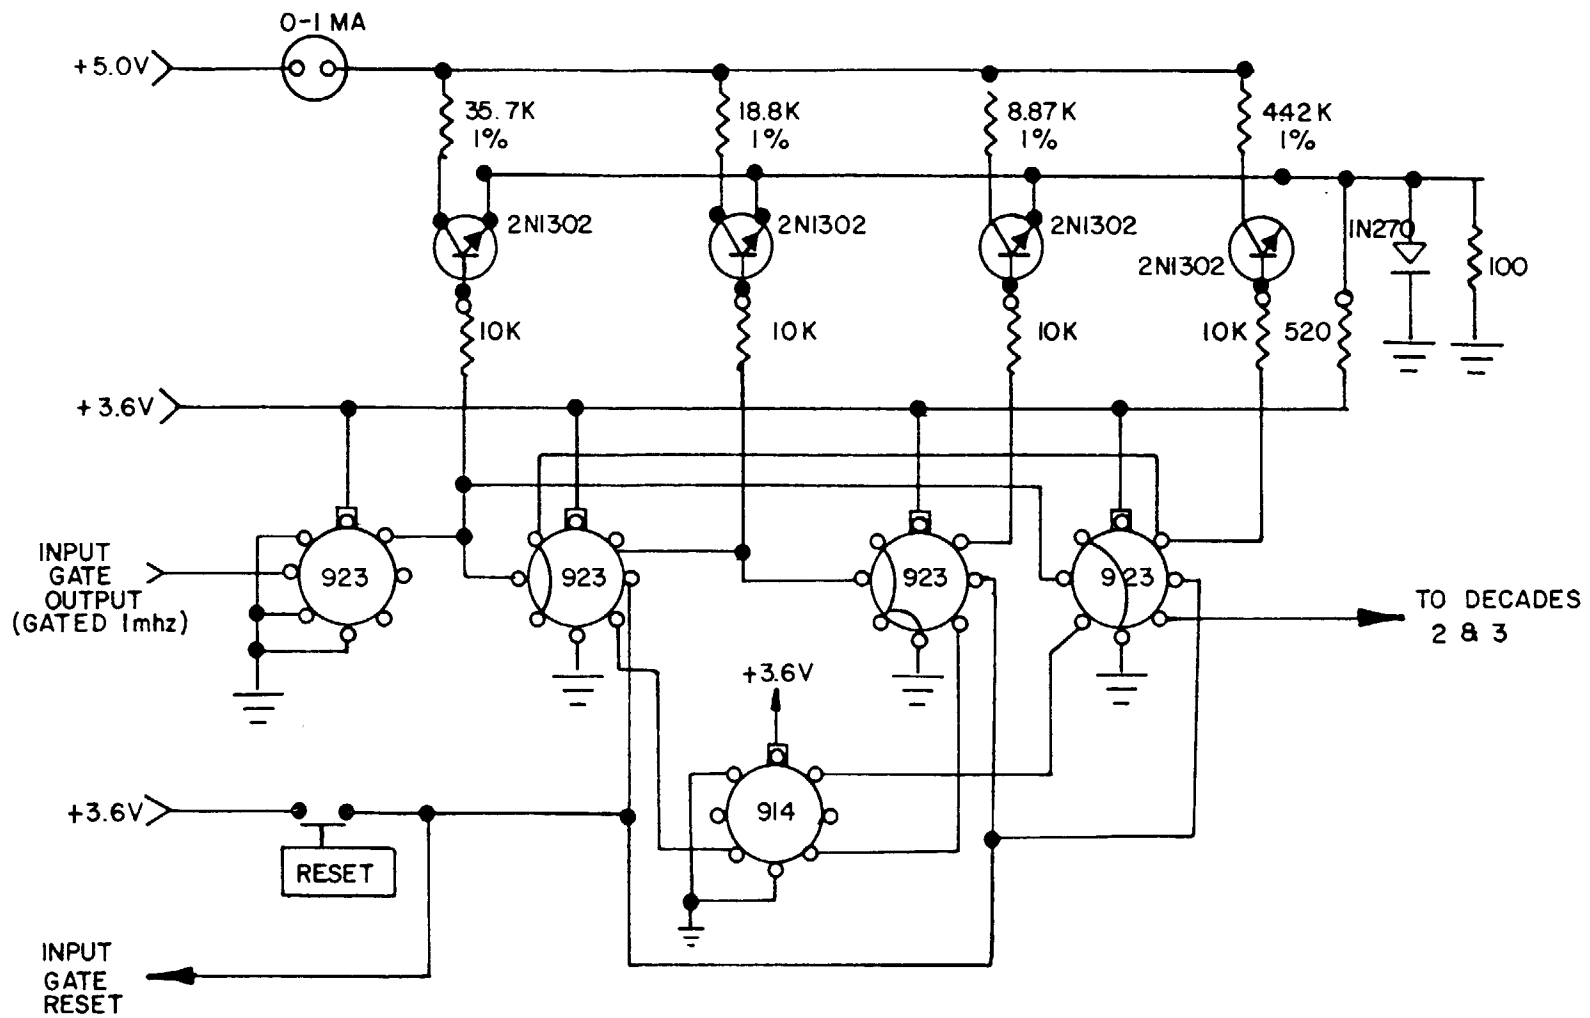 0-1 MA
+5.0V
35.7K
1%
18.8K
1%
8.87K
1%
442K
1%
2N1302
2N1302
2N1302
2N1302
1N270
100
10K
10K
10K
10K
520
+3.6V
INPUT
GATE
OUTPUT
(GATED 1mhz)
923
923
923
923
TO DECADES
2 & 3
+3.6V
914
+3.6V
RESET
INPUT
GATE
RESET